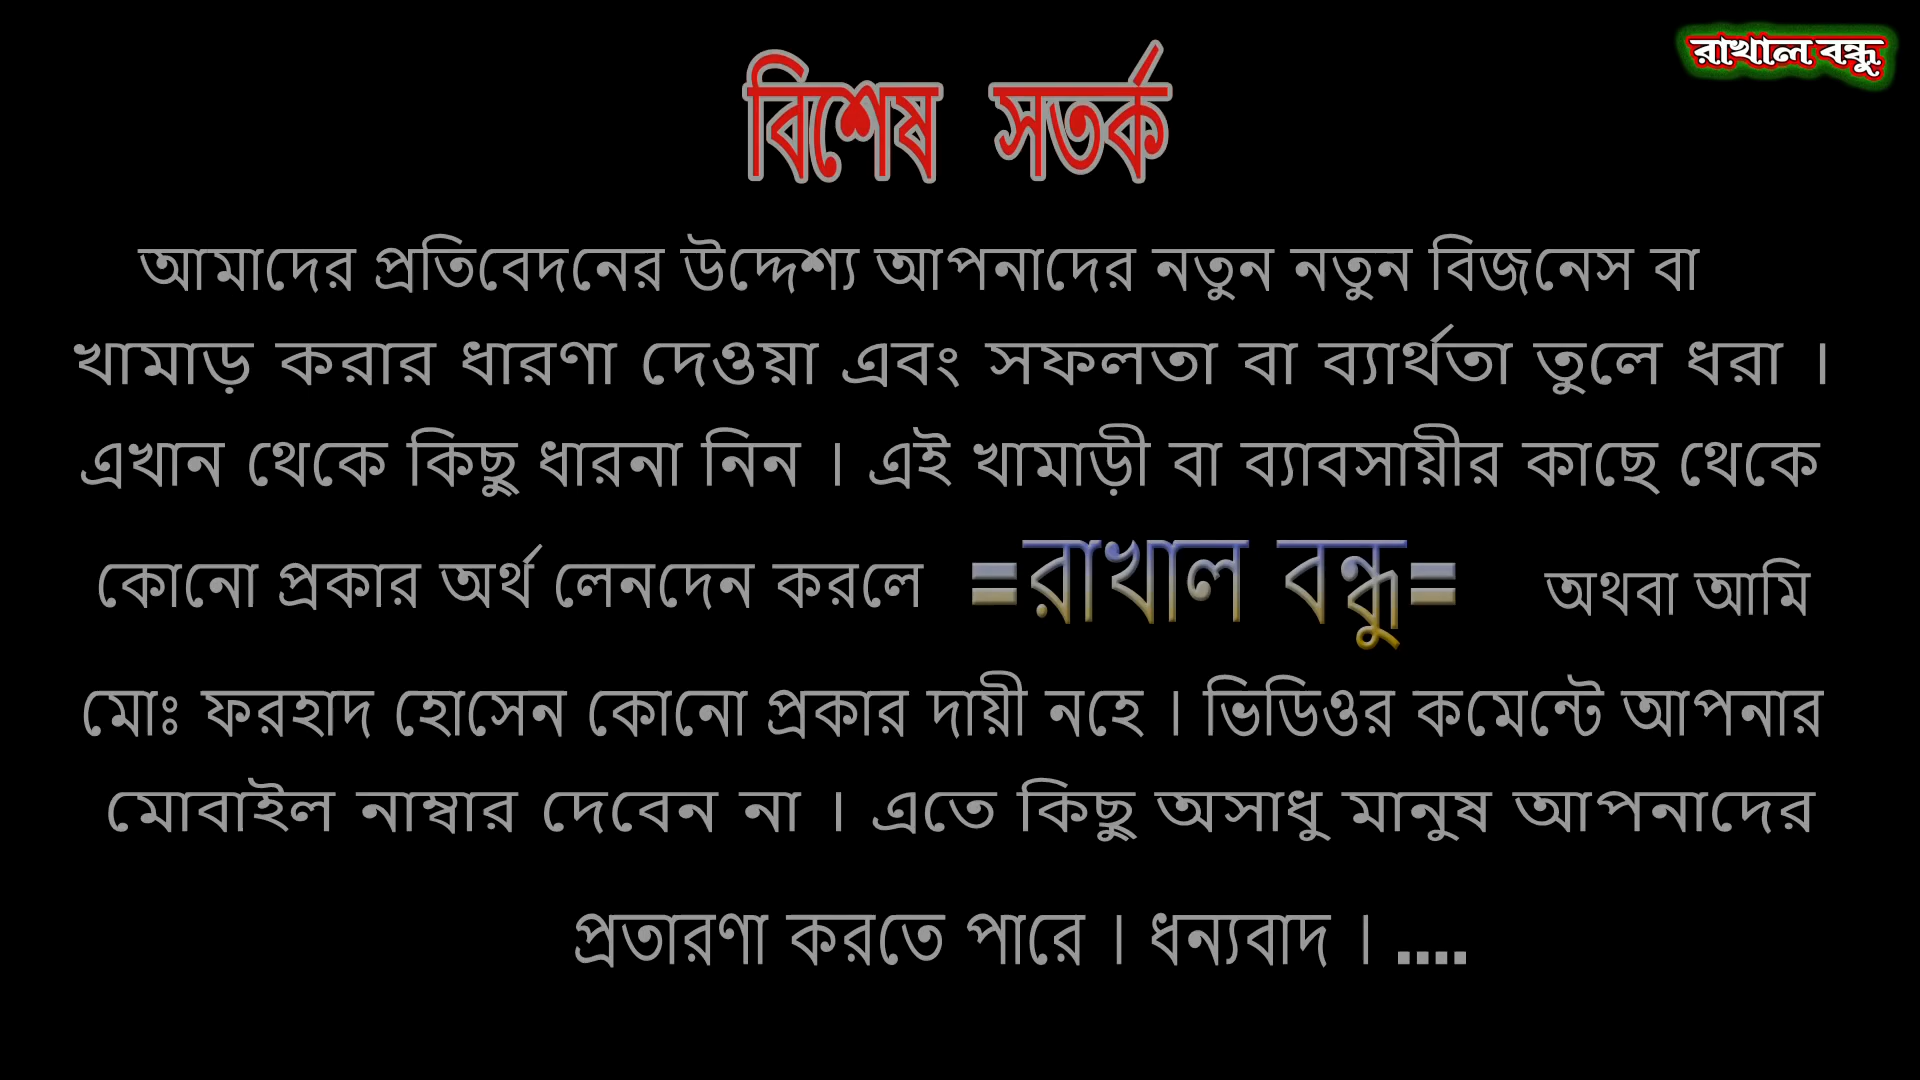 রাখাল বন্ধু
বিশেষ সতর্ক
আমাদের প্রতিবেদনের উদ্দেশ্য আপনাদের নতুন নতুন বিজনেস বা
খামাড় করার ধারণা দেওয়া এবং সফলতা বা ব্যার্থতা তুলে ধরা ।
এখান থেকে কিছু ধারনা নিন । এই খামাড়ী বা ব্যাবসায়ীর কাছে থেকে
কোনো প্রকার অর্থ লেনদেন করলে =রাখাল বন্ধু= অথবা আমি
মোঃ ফরহাদ হোসেন কোনো প্রকার দায়ী নহে । ভিডিওর কমেন্টে আপনার
মোবাইল নাম্বার দেবেন না । এতে কিছু অসাধু মানুষ আপনাদের
প্রতারণা করতে পারে । ধন্যবাদ । ....